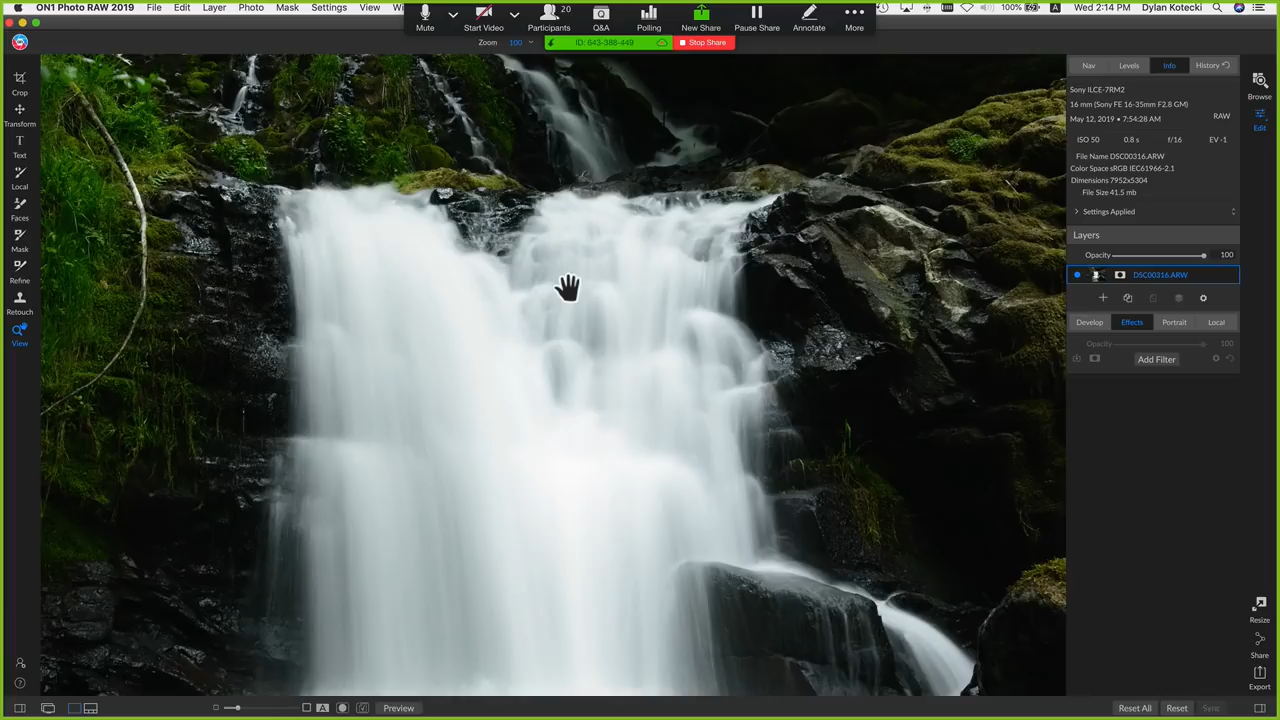 ON1 Photo RAW 2019 File Edit Layer Photo Mask Settings View
100% Wed 2:14 PM Dylan Kotecki
Mute Start Video Participants 20 Q&A Polling New Share Pause Share Annotate More
Zoom 100 ID: 643-388-449 Stop Share
Crop
Transform
Text
Local
Faces
Mask
Refine
Retouch
View
Nav Levels Info History
Sony ILCE-7RM2
16 mm (Sony FE 16-35mm F2.8 GM)
May 12, 2019 • 7:54:28 AM RAW
ISO 50 0.8 s f/16 EV -1
File Name DSC00316.ARW
Color Space sRGB IEC61966-2.1
Dimensions 7952x5304
File Size 41.5 mb
Settings Applied
Layers
Opacity 100
DSC00316.ARW
Develop Effects Portrait Local
Opacity 100
Add Filter
Browse
Edit
Resize
Share
Export
A Preview Reset All Reset Sync